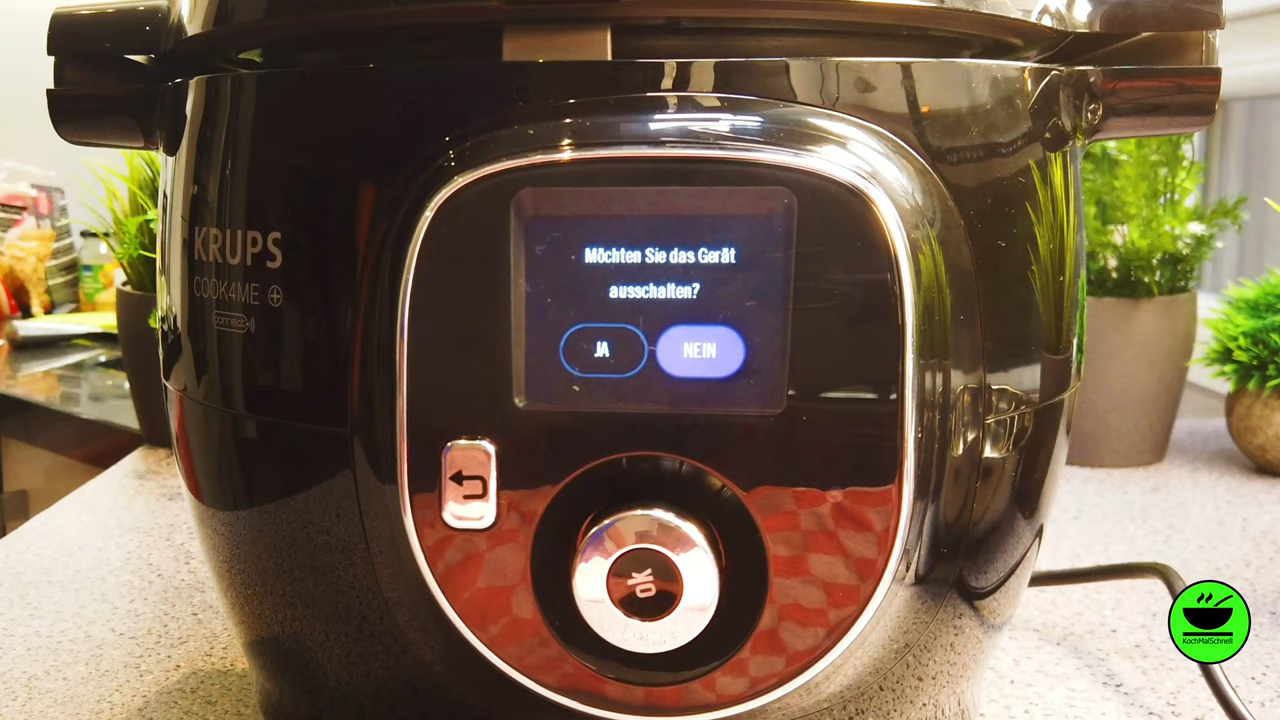 KRUPS
COOK4ME
connect
Möchten Sie das Gerät
ausschalten?
JA
NEIN
OK
KochMalSchnell